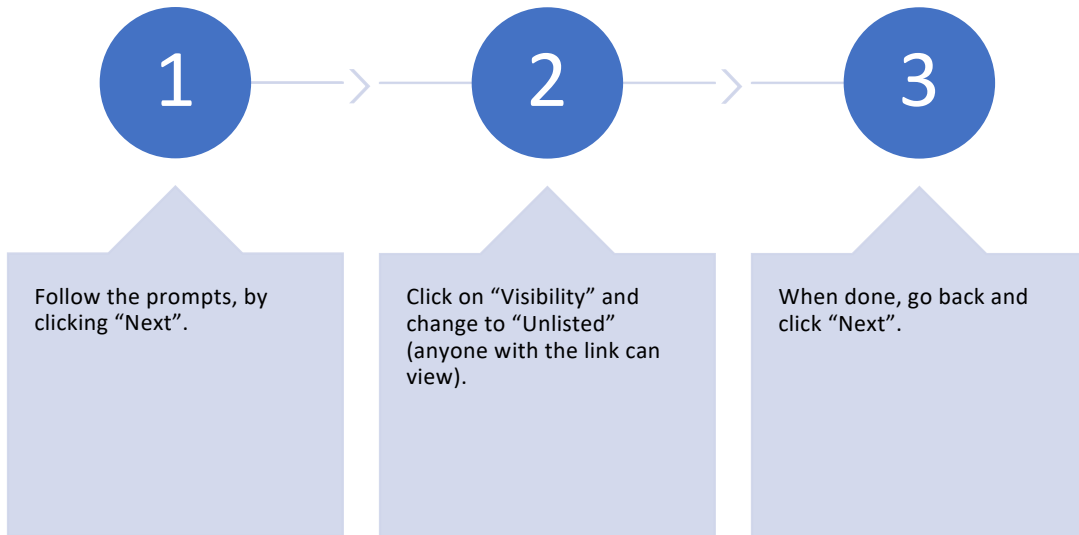 1
2
3
Follow the prompts, by
clicking “Next”.
Click on “Visibility” and
change to “Unlisted”
(anyone with the link can
view).
When done, go back and
click “Next”.